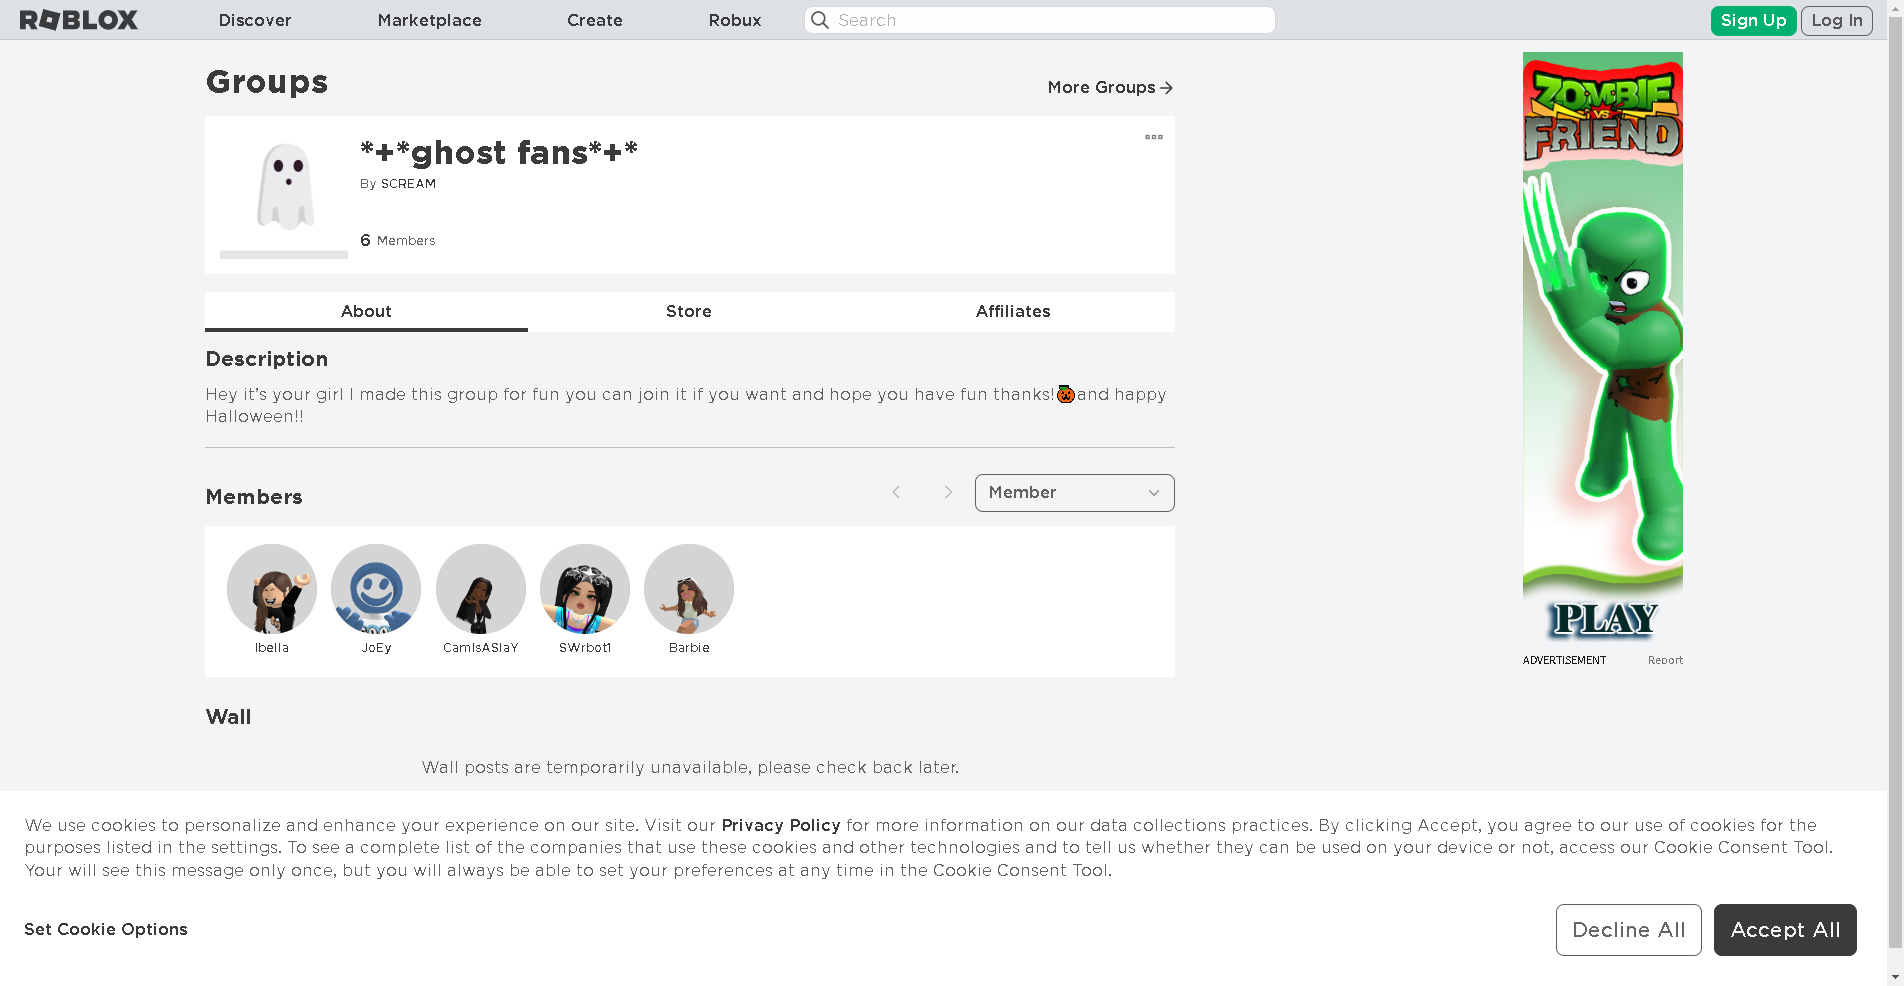 ROBLOX Discover Marketplace Create Robux Search Sign Up Log In
Groups
More Groups
*+*ghost fans*+*
By SCREAM
6 Members
About Store Affiliates
Description
Hey it's your girl I made this group for fun you can join it if you want and hope you have fun thanks!🎃and happy
Halloween!!
Members
Member
Ibella JoEy CamIsASlaY SWrbot1 Barbie
Wall
Wall posts are temporarily unavailable, please check back later.
ZOMBIE
VS
FRIEND
PLAY
ADVERTISEMENT Report
We use cookies to personalize and enhance your experience on our site. Visit our Privacy Policy for more information on our data collections practices. By clicking Accept, you agree to our use of cookies for the
purposes listed in the settings. To see a complete list of the companies that use these cookies and other technologies and to tell us whether they can be used on your device or not, access our Cookie Consent Tool.
Your will see this message only once, but you will always be able to set your preferences at any time in the Cookie Consent Tool.
Set Cookie Options
Decline All
Accept All